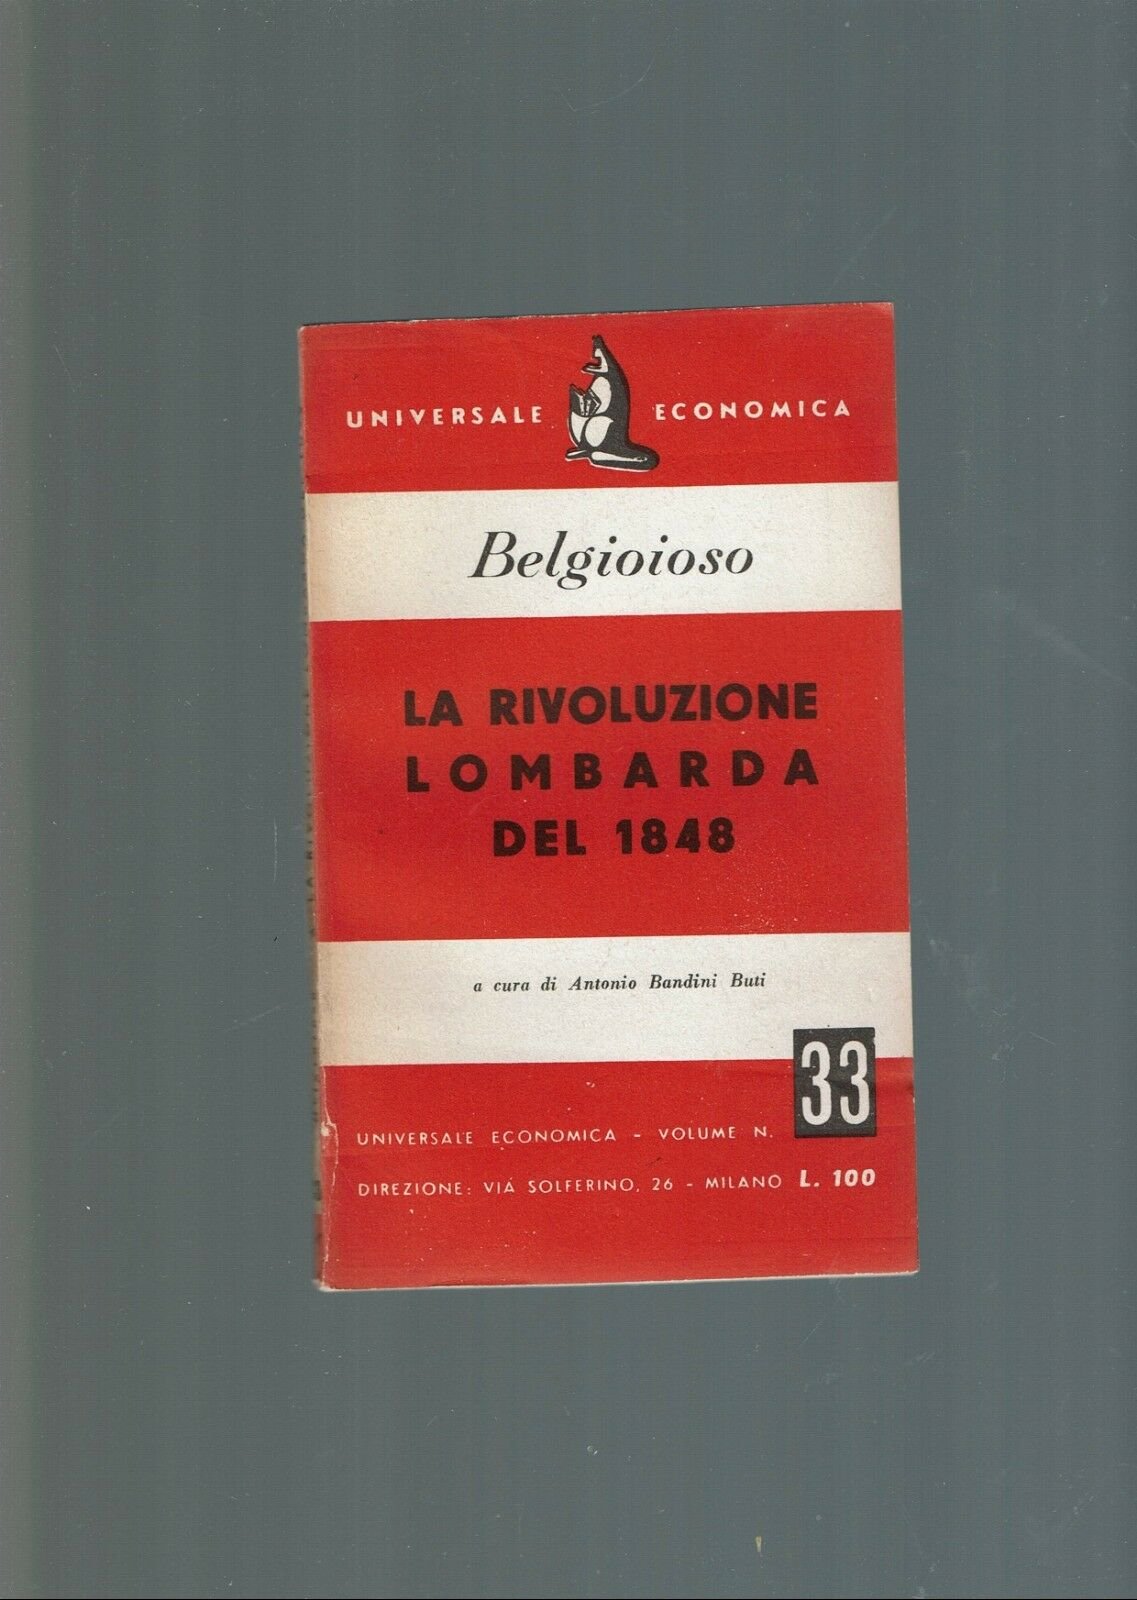 UNIVERSALE ECONOMICA
Belgioioso
LA RIVOLUZIONE
LOMBARDA
DEL 1848
a cura di Antonio Bandini Buti
33
UNIVERSALE ECONOMICA - VOLUME N.
DIREZIONE: VIA SOLFERINO, 26 - MILANO L. 100